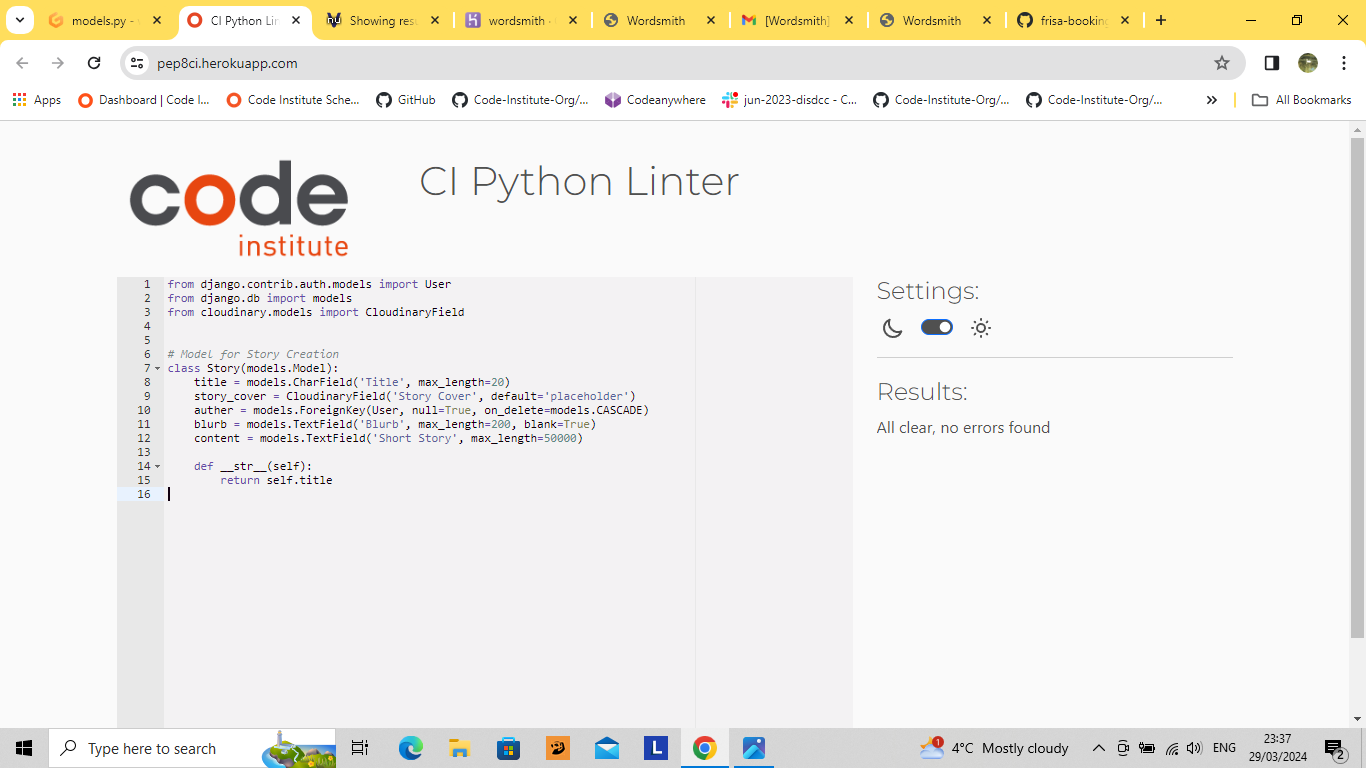 models.py -
CI Python Lin
Showing resu
wordsmith ·
Wordsmith
[Wordsmith]
Wordsmith
frisa-booking
pep8ci.herokuapp.com
Apps
Dashboard | Code I...
Code Institute Sche...
GitHub
Code-Institute-Org/...
Codeanywhere
jun-2023-disdcc - C...
Code-Institute-Org/...
Code-Institute-Org/...
All Bookmarks
code
institute
CI Python Linter
1 from django.contrib.auth.models import User
2 from django.db import models
3 from cloudinary.models import CloudinaryField
4
5
6 # Model for Story Creation
7 class Story(models.Model):
8     title = models.CharField('Title', max_length=20)
9     story_cover = CloudinaryField('Story Cover', default='placeholder')
10     auther = models.ForeignKey(User, null=True, on_delete=models.CASCADE)
11     blurb = models.TextField('Blurb', max_length=200, blank=True)
12     content = models.TextField('Short Story', max_length=50000)
13
14     def __str__(self):
15         return self.title
16
Settings:
Results:
All clear, no errors found
Type here to search
L
1
4°C Mostly cloudy
ENG
23:37
29/03/2024
2